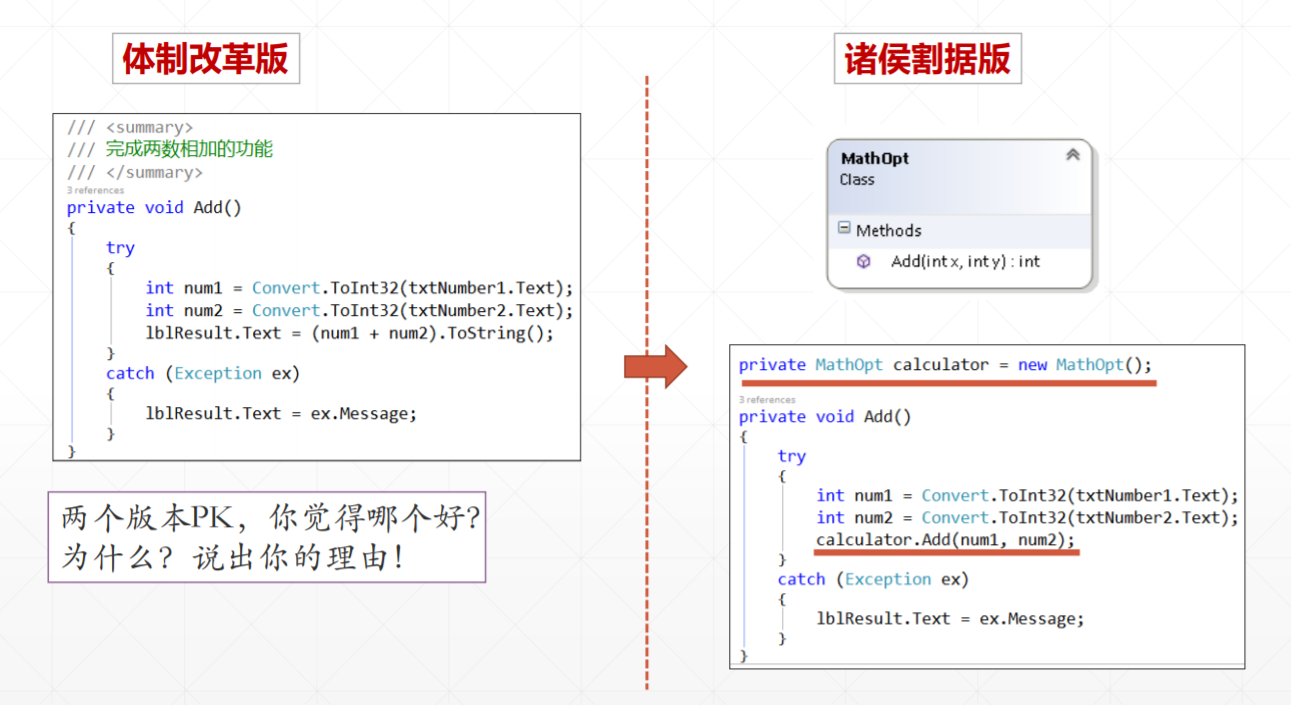 体制改革版
/// <summary>
/// 完成两数相加的功能
/// </summary>
3 references
private void Add()
{
try
{
int num1 = Convert.ToInt32(txtNumber1.Text);
int num2 = Convert.ToInt32(txtNumber2.Text);
lblResult.Text = (num1 + num2).ToString();
}
catch (Exception ex)
{
lblResult.Text = ex.Message;
}
}
两个版本PK，你觉得哪个好?
为什么？说出你的理由！
诸侯割据版
MathOpt
Class
Methods
Add(int x, int y) : int
private MathOpt calculator = new MathOpt();
3 references
private void Add()
{
try
{
int num1 = Convert.ToInt32(txtNumber1.Text);
int num2 = Convert.ToInt32(txtNumber2.Text);
calculator.Add(num1, num2);
}
catch (Exception ex)
{
lblResult.Text = ex.Message;
}
}